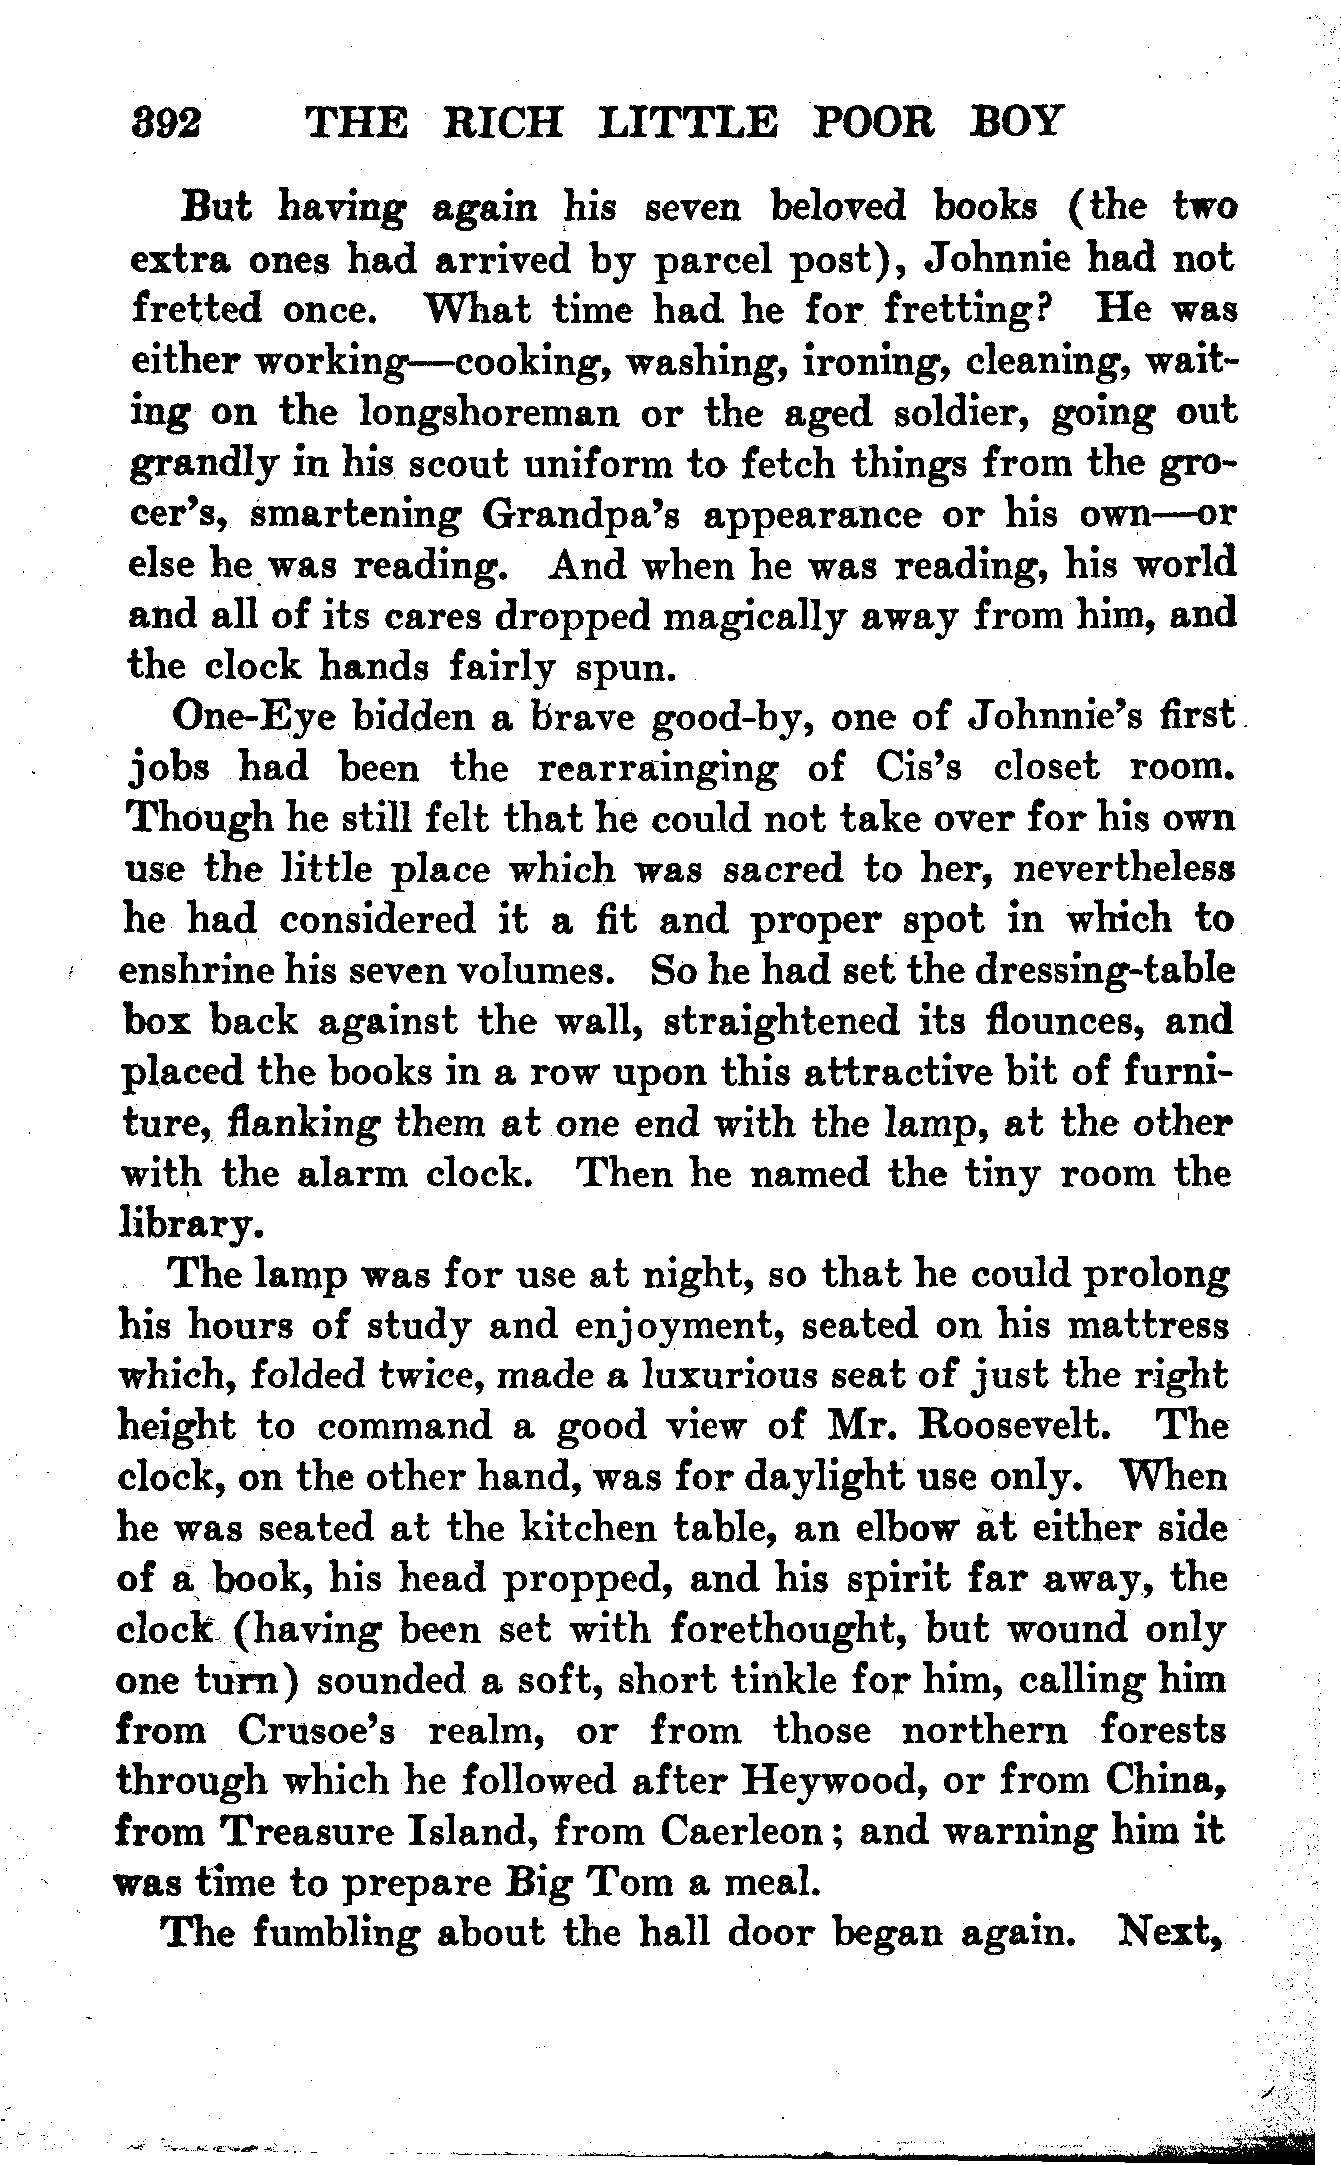 392 THE RICH LITTLE POOR BOY
But having again his seven beloved books (the two
extra ones had arrived by parcel post), Johnnie had not
fretted once. What time had he for fretting? He was
either working—cooking, washing, ironing, cleaning, wait-
ing on the longshoreman or the aged soldier, going out
grandly in his scout uniform to fetch things from the gro-
cer's, smartening Grandpa's appearance or his own—or
else he was reading. And when he was reading, his world
and all of its cares dropped magically away from him, and
the clock hands fairly spun.
One-Eye bidden a brave good-by, one of Johnnie's first
jobs had been the rearrainging of Cis's closet room.
Though he still felt that he could not take over for his own
use the little place which was sacred to her, nevertheless
he had considered it a fit and proper spot in which to
enshrine his seven volumes. So he had set the dressing-table
box back against the wall, straightened its flounces, and
placed the books in a row upon this attractive bit of furni-
ture, flanking them at one end with the lamp, at the other
with the alarm clock. Then he named the tiny room the
library.
The lamp was for use at night, so that he could prolong
his hours of study and enjoyment, seated on his mattress
which, folded twice, made a luxurious seat of just the right
height to command a good view of Mr. Roosevelt. The
clock, on the other hand, was for daylight use only. When
he was seated at the kitchen table, an elbow at either side
of a book, his head propped, and his spirit far away, the
clock (having been set with forethought, but wound only
one turn) sounded a soft, short tinkle for him, calling him
from Crusoe's realm, or from those northern forests
through which he followed after Heywood, or from China,
from Treasure Island, from Caerleon; and warning him it
was time to prepare Big Tom a meal.
The fumbling about the hall door began again. Next,